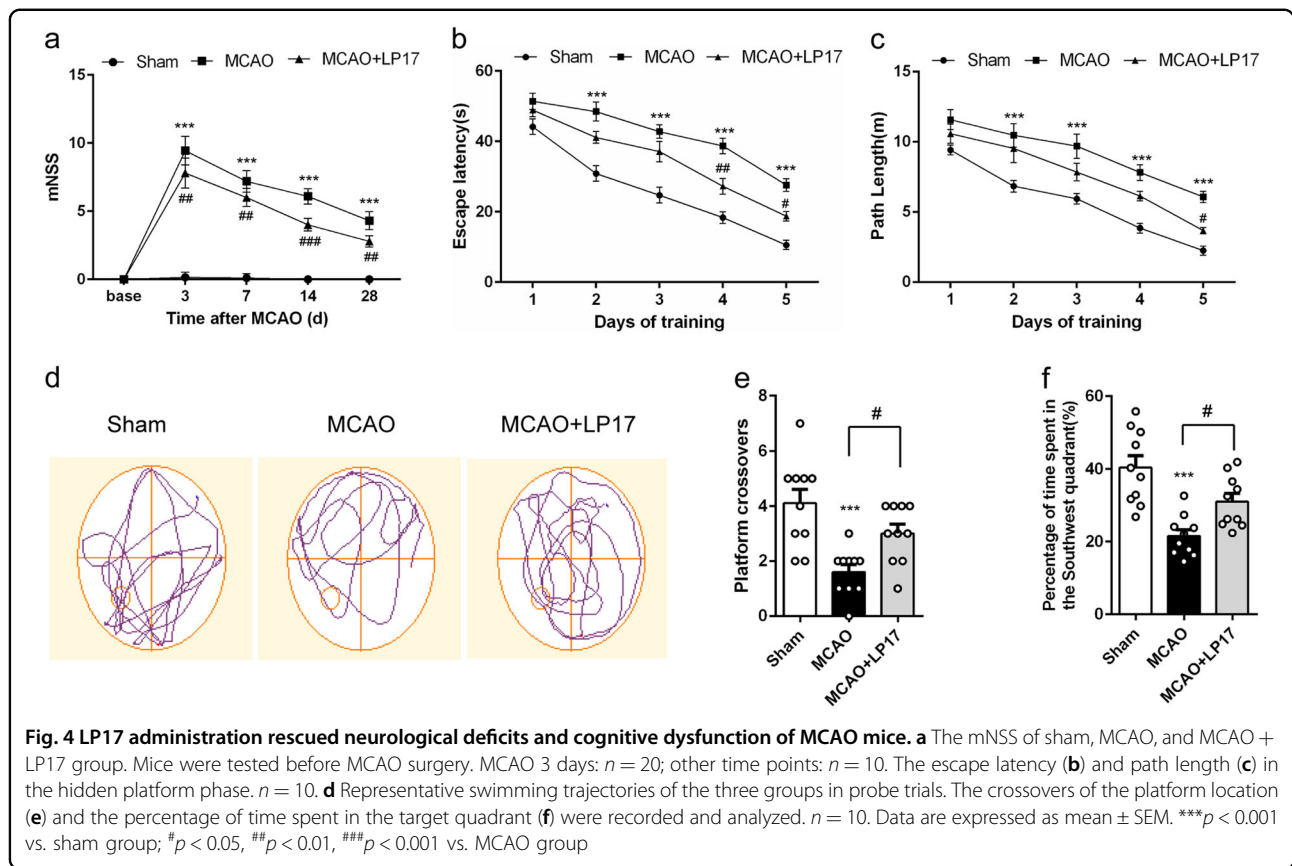 a
Sham MCAO MCAO+LP17
mNSS
15
10
5
0
base 3 7 14 28
Time after MCAO (d)
***
***
***
***
##
##
###
##
b
Sham MCAO MCAO+LP17
Escape latency(s)
60
40
20
0
1 2 3 4 5
Days of training
***
***
***
***
##
#
c
Sham MCAO MCAO+LP17
Path Length(m)
15
10
5
0
1 2 3 4 5
Days of training
***
***
***
***
#
d
Sham MCAO MCAO+LP17
e
Platform crossovers
8
6
4
2
0
***
#
Sham MCAO MCAO+LP17
f
Percentage of time spent in
the Southwest quadrant(%)
60
40
20
0
***
#
Sham MCAO MCAO+LP17
Fig. 4 LP17 administration rescued neurological deficits and cognitive dysfunction of MCAO mice. a The mNSS of sham, MCAO, and MCAO +
LP17 group. Mice were tested before MCAO surgery. MCAO 3 days: n = 20; other time points: n = 10. The escape latency (b) and path length (c) in
the hidden platform phase. n = 10. d Representative swimming trajectories of the three groups in probe trials. The crossovers of the platform location
(e) and the percentage of time spent in the target quadrant (f) were recorded and analyzed. n = 10. Data are expressed as mean ± SEM. ***p < 0.001
vs. sham group; #p < 0.05, ##p < 0.01, ###p < 0.001 vs. MCAO group